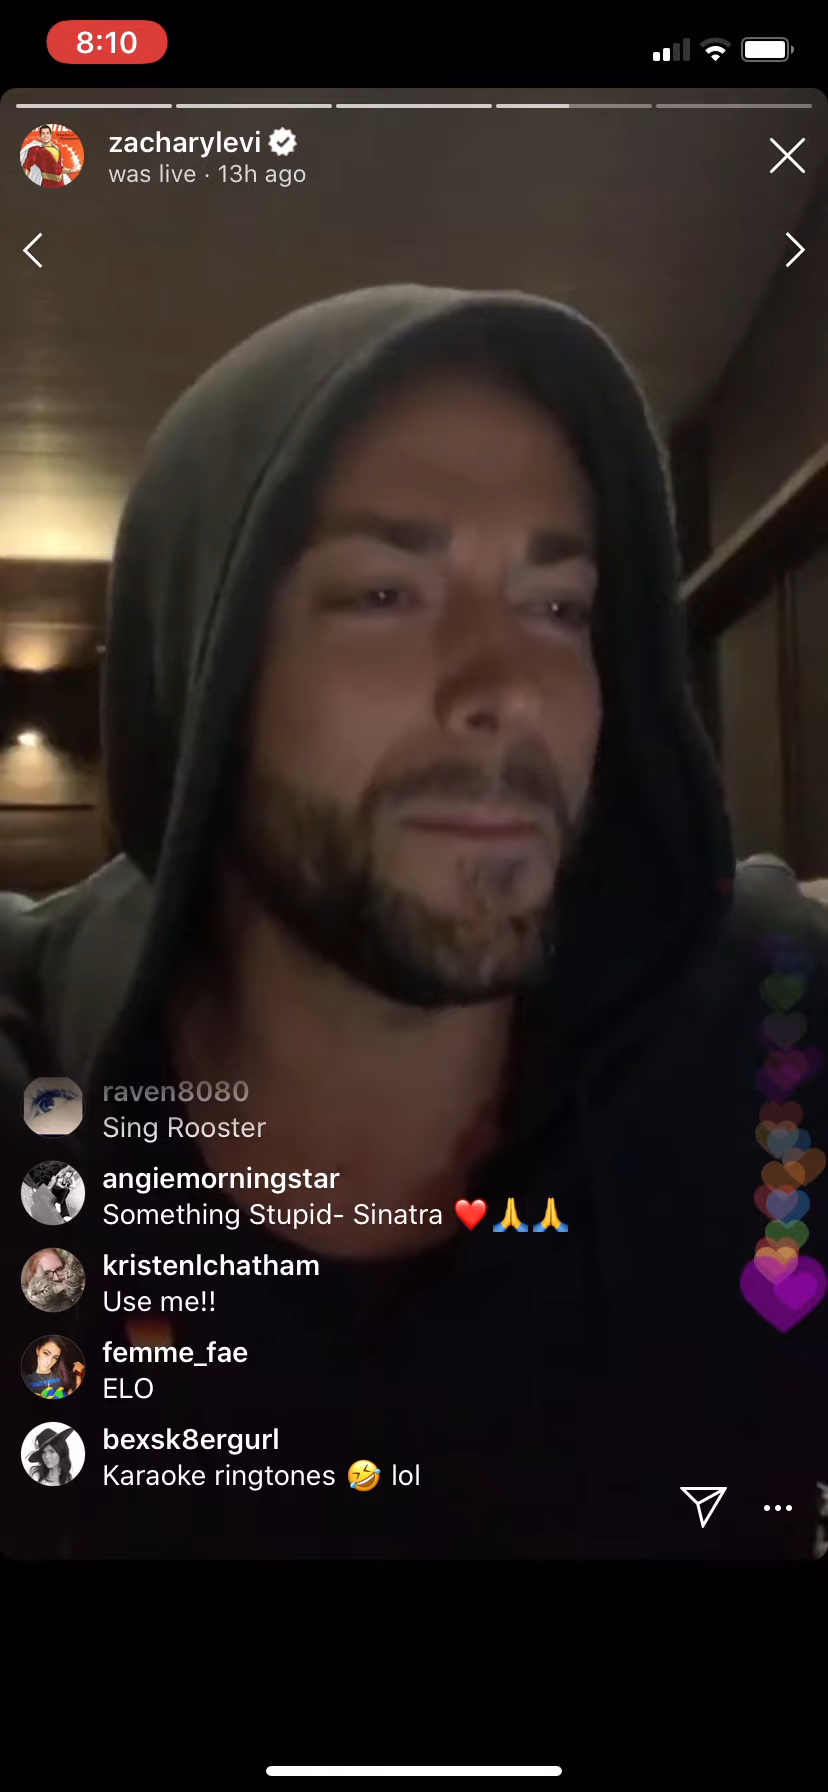 8:10
zacharylevi
was live · 13h ago
raven8080
Sing Rooster
angiemorningstar
Something Stupid- Sinatra ❤️🙏🙏
kristenlchatham
Use me!!
femme_fae
ELO
bexsk8ergurl
Karaoke ringtones 🤣 lol